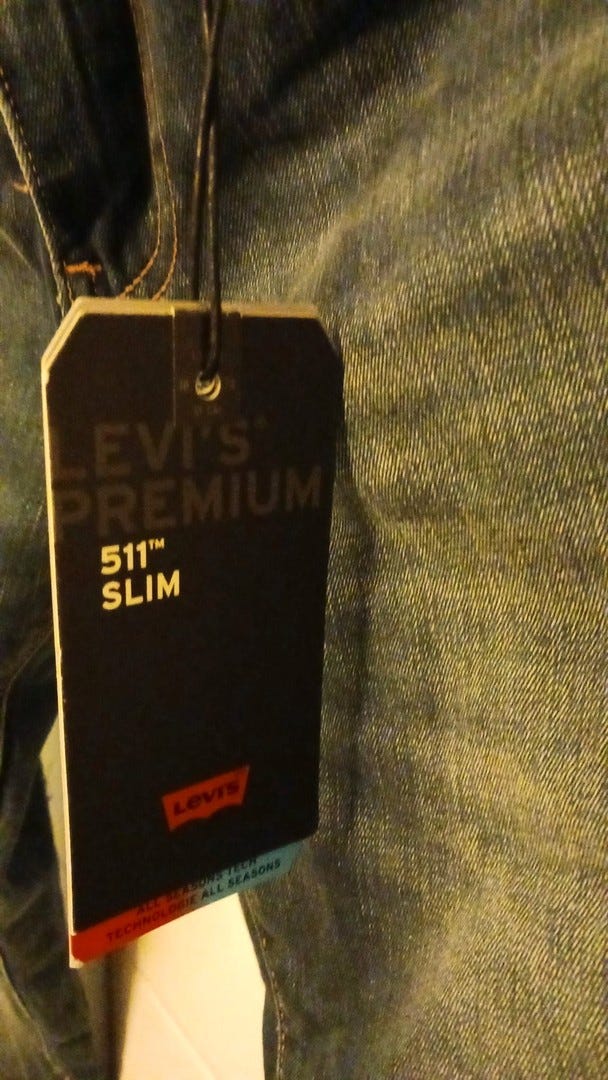 LEVI'S®
PREMIUM
511™
SLIM
Levi's
ALL SEASONS TECH
TECHNOLOGIE ALL SEASONS